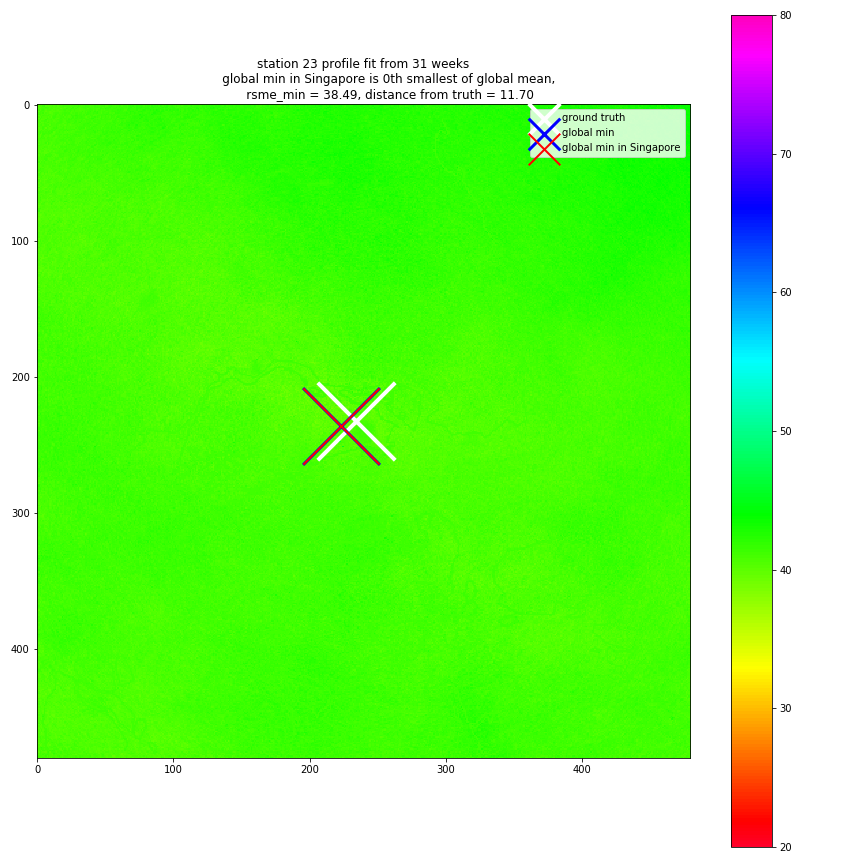 station 23 profile fit from 31 weeks
global min in Singapore is 0th smallest of global mean,
rsme_min = 38.49, distance from truth = 11.70
ground truth
global min
global min in Singapore
0
100
200
300
400
0
100
200
300
400
80
70
60
50
40
30
20